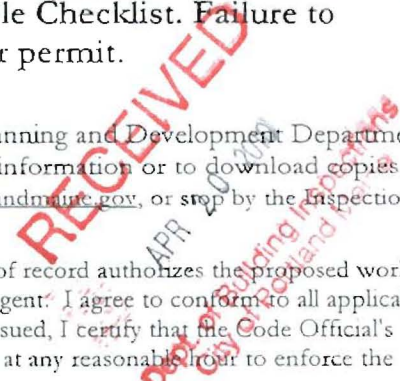 le Checklist. Failure to
r permit.
nning and Development Departme
information or to download copies
andmaine.gov, or stop by the Inspectio
of record authorizes the proposed wor
gent. I agree to conform to all applica
sued, I certify that the Code Official's
at any reasonable hour to enforce the
RECEIVED
APR 20
Dept. of Building Inspections
City of Portland Maine